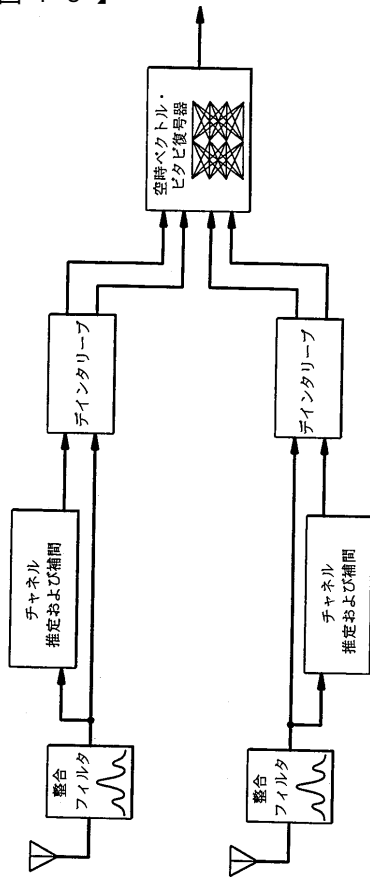 空時ベクトル・
ビタビ復号器
デインタリーブ
デインタリーブ
チャネル
推定および補間
チャネル
推定および補間
整合
フィルタ
整合
フィルタ